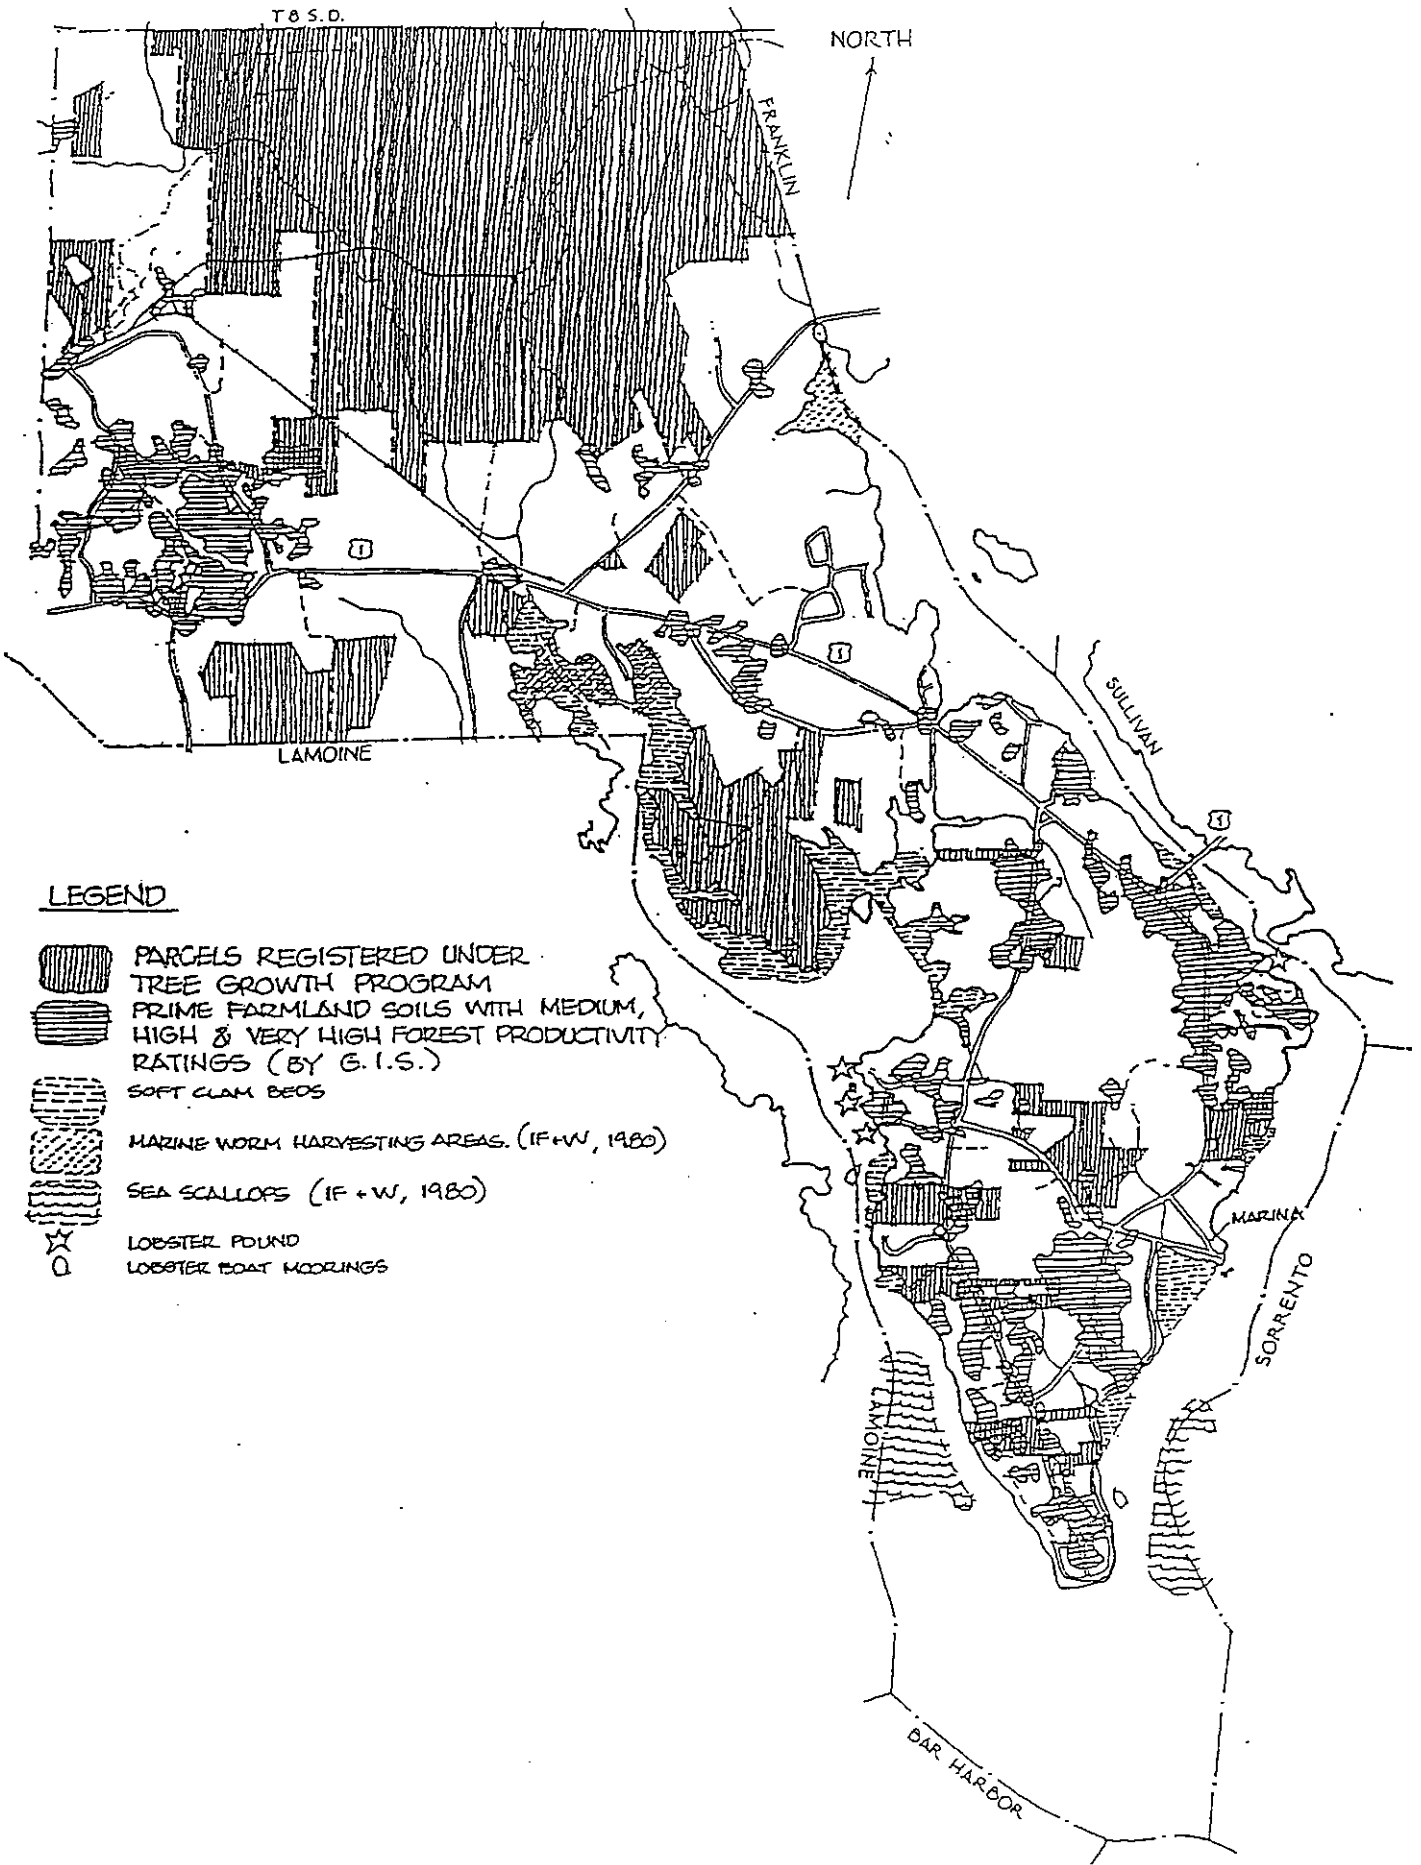 T8 S.D.
NORTH
FRANKLIN
1
1
SULLIVAN
LAMOINE
1
LEGEND
PARCELS REGISTERED UNDER
TREE GROWTH PROGRAM
PRIME FARMLAND SOILS WITH MEDIUM,
HIGH & VERY HIGH FOREST PRODUCTIVITY
RATINGS (BY G.I.S.)
SOFT CLAM BEDS
MARINE WORM HARVESTING AREAS. (IF+W, 1980)
SEA SCALLOPS (IF+W, 1980)
LOBSTER POUND
LOBSTER BOAT MOORINGS
MARINA
SORRENTO
LAMOINE
BAR HARBOR